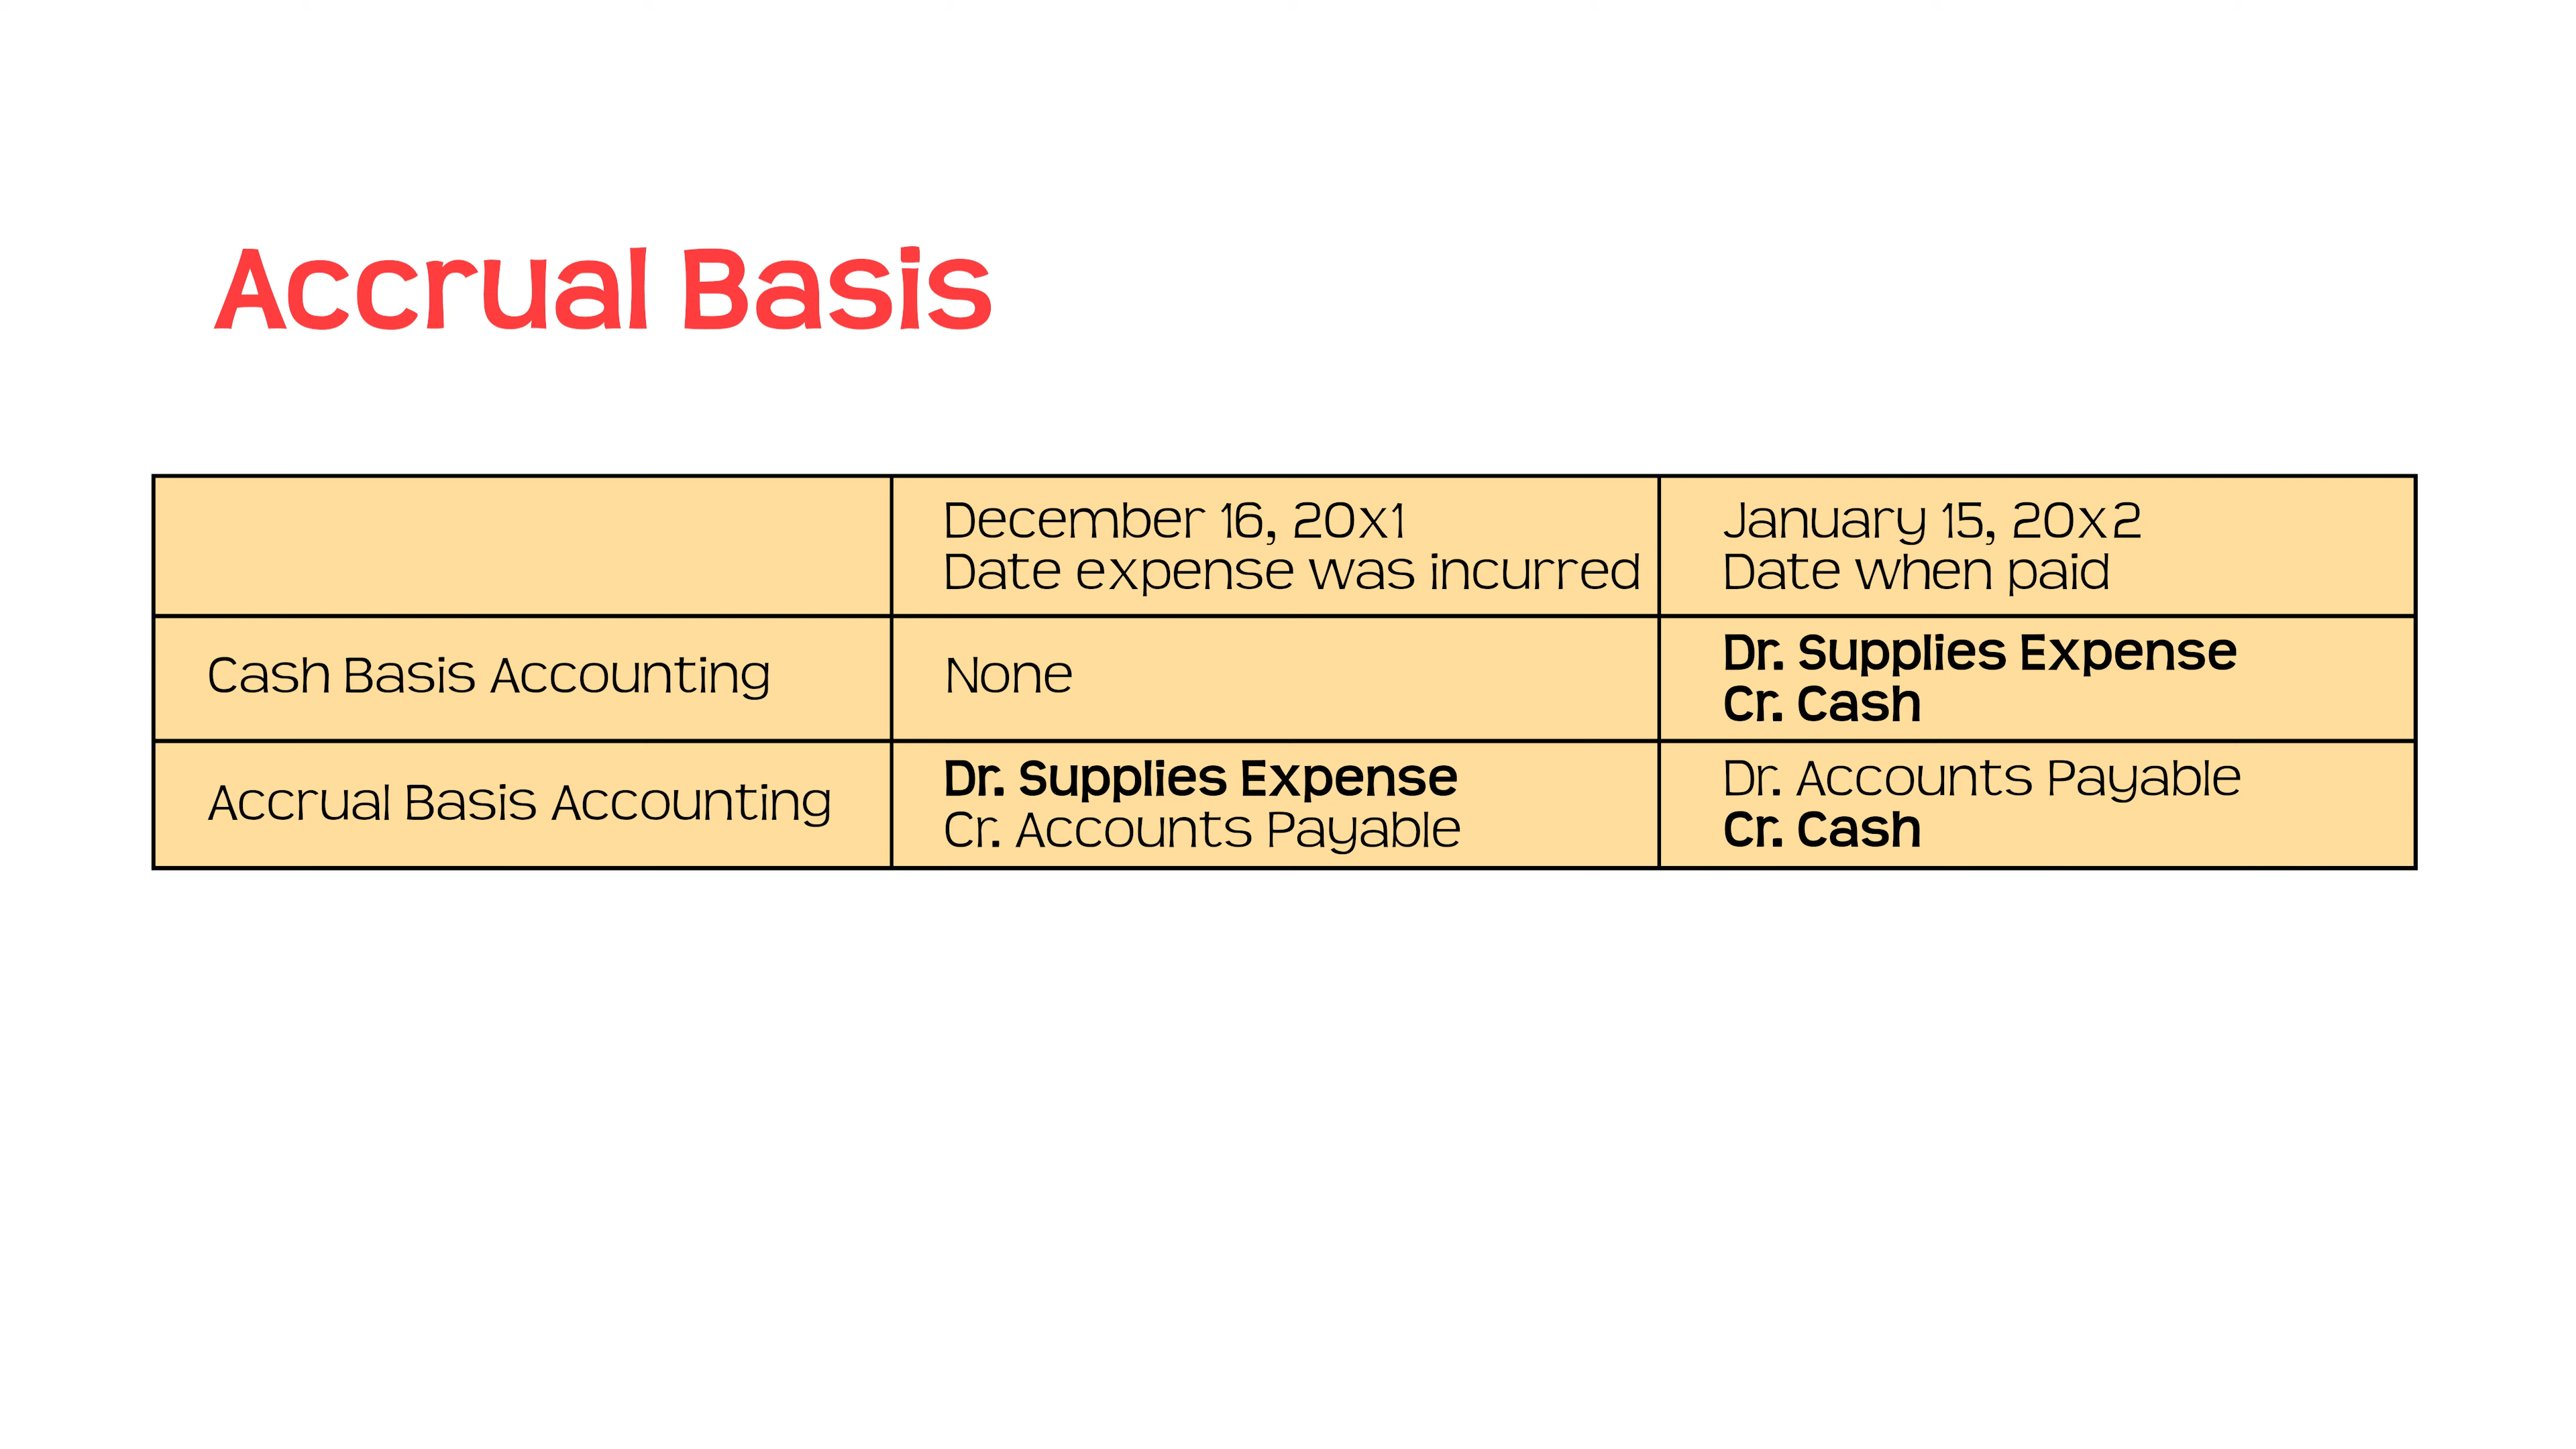 Accrual Basis
December 16, 20x1
Date expense was incurred
January 15, 20x2
Date when paid
Cash Basis Accounting
None
Dr. Supplies Expense
Cr. Cash
Accrual Basis Accounting
Dr. Supplies Expense
Cr. Accounts Payable
Dr. Accounts Payable
Cr. Cash